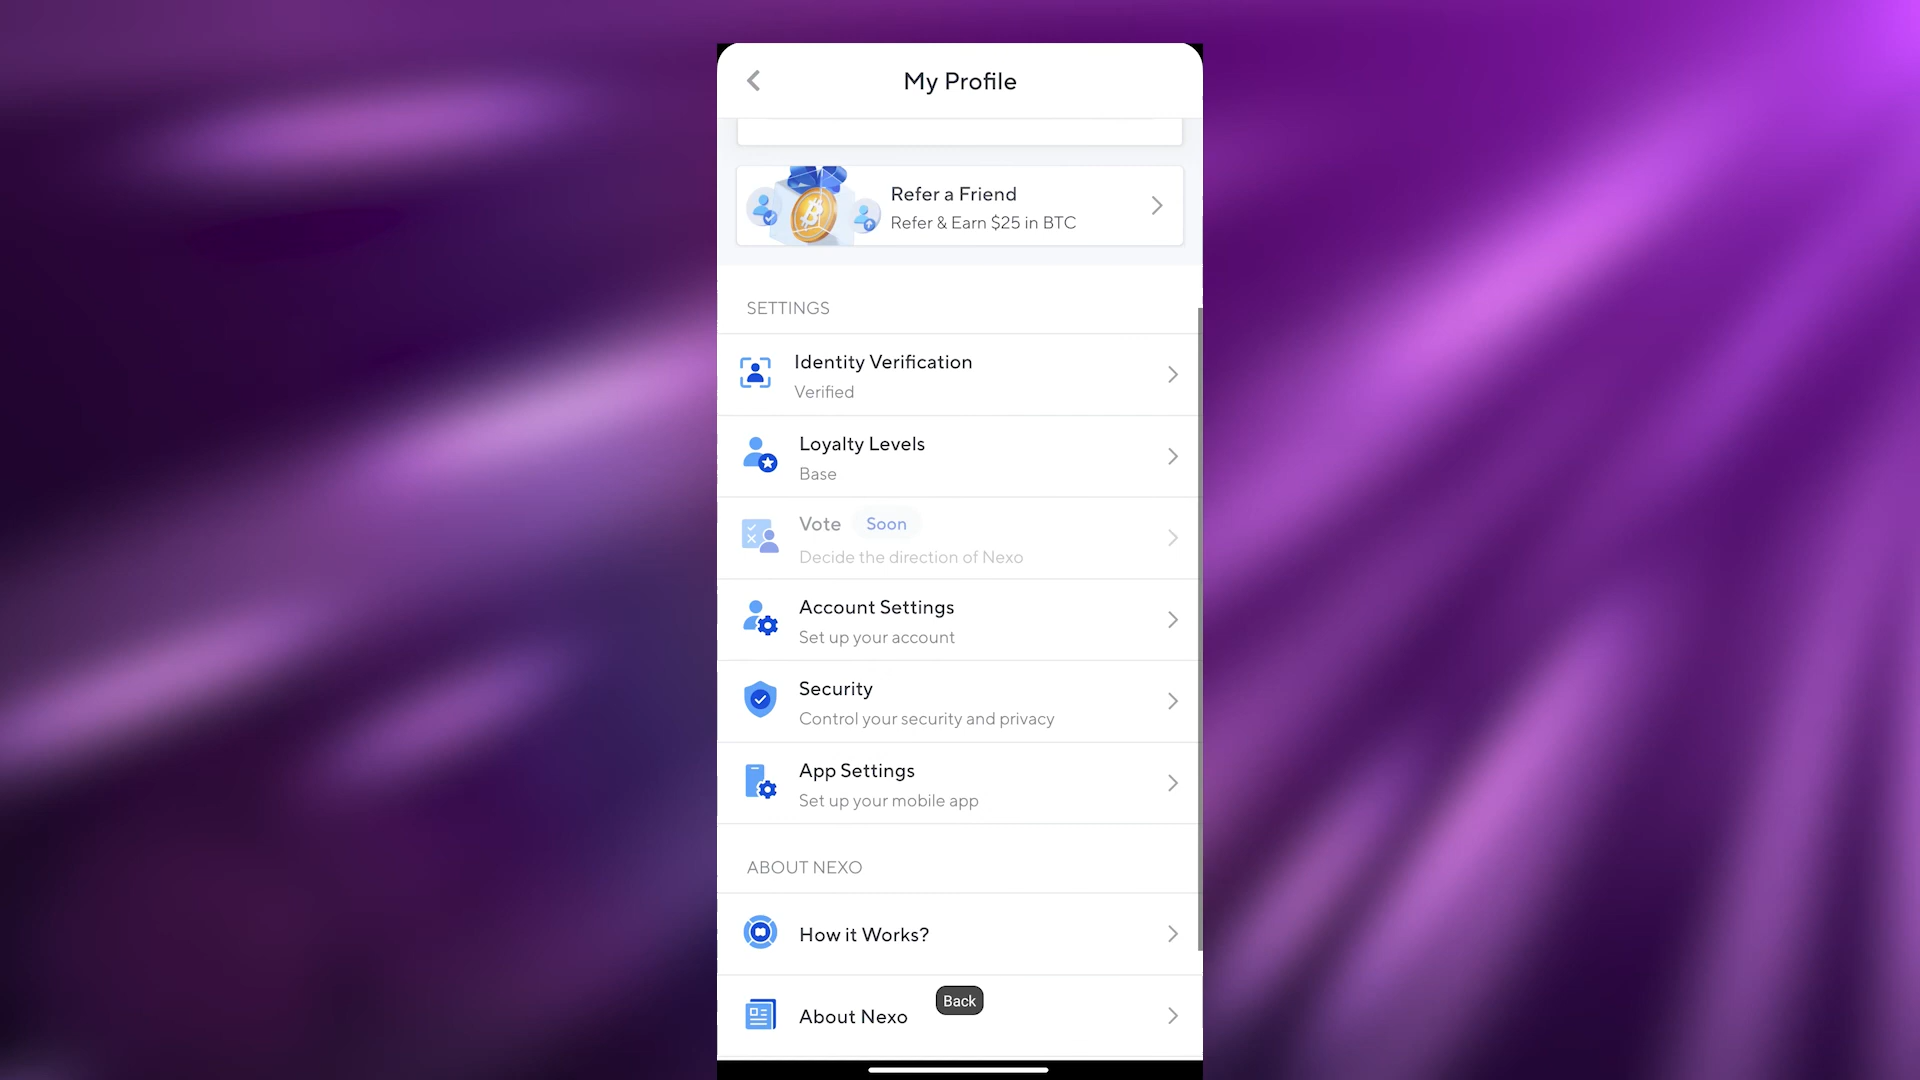 My Profile
Refer a Friend
Refer & Earn $25 in BTC
SETTINGS
Identity Verification
Verified
Loyalty Levels
Base
Vote Soon
Decide the direction of Nexo
Account Settings
Set up your account
Security
Control your security and privacy
App Settings
Set up your mobile app
ABOUT NEXO
How it Works?
Back
About Nexo